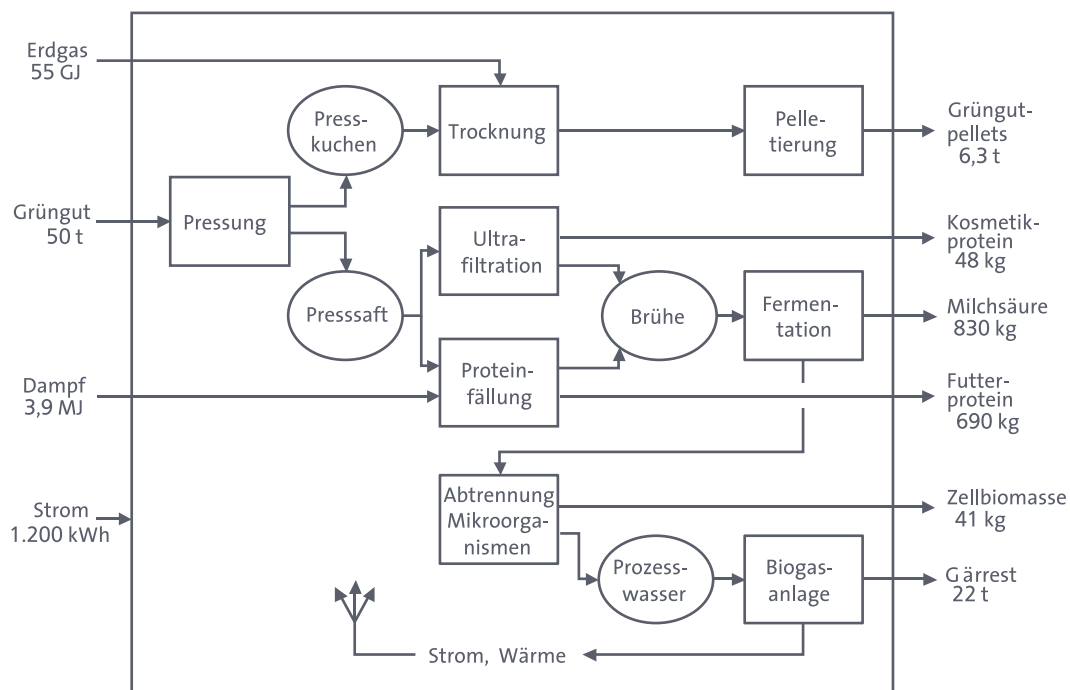 Erdgas
55 GJ
Press-
kuchen
Trocknung
Pelle-
tierung
Grüngut-
pellets
6,3 t
Grüngut
50 t
Pressung
Ultra-
filtration
Kosmetik-
protein
48 kg
Presssaft
Brühe
Fermen-
tation
Milchsäure
830 kg
Dampf
3,9 MJ
Protein-
fällung
Futter-
protein
690 kg
Strom
1.200 kWh
Abtrennung
Mikroorga-
nismen
Zellbiomasse
41 kg
Prozess-
wasser
Biogas-
anlage
Gärrest
22 t
Strom, Wärme